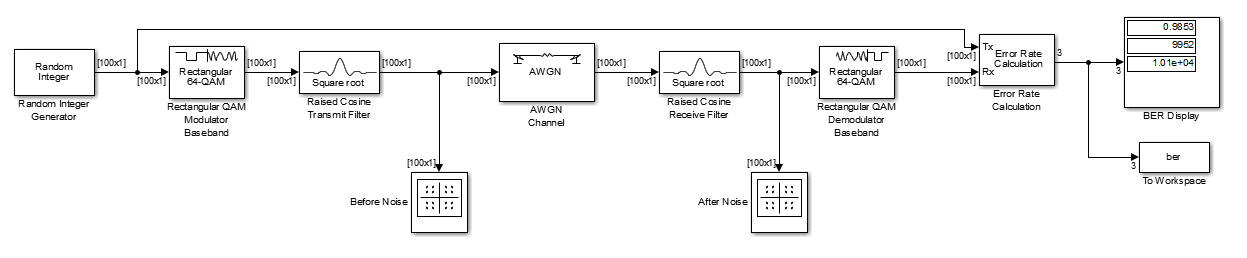 Random
Integer
Random Integer
Generator
[100x1]
[100x1]
Rectangular
64-QAM
Rectangular QAM
Modulator
Baseband
[100x1]
[100x1]
Square root
Raised Cosine
Transmit Filter
[100x1]
[100x1]
Before Noise
[100x1]
AWGN
AWGN
Channel
[100x1]
[100x1]
Square root
Raised Cosine
Receive Filter
[100x1]
[100x1]
After Noise
[100x1]
Rectangular
64-QAM
Rectangular QAM
Demodulator
Baseband
[100x1]
[100x1]
[100x1]
Tx
Rx
Error Rate
Calculation
Error Rate
Calculation
3
3
0.9853
9952
1.01e+04
BER Display
3
ber
To Workspace